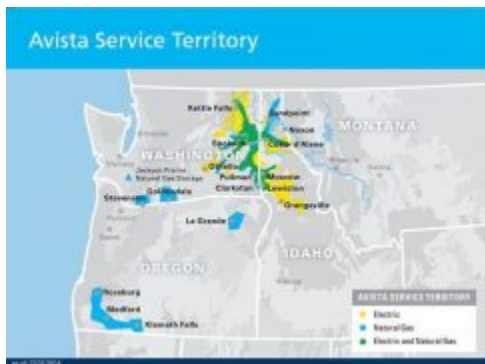 Avista Service Territory
Kettle Falls
Sandpoint
Noxon
MONTANA
Spokane
Coeur d'Alene
WASHINGTON
Othello
Jackson Prairie
Natural Gas Storage
Pullman
Moscow
Goldendale
Clarkston
Lewiston
Stevenson
Grangeville
La Grande
IDAHO
OREGON
Roseburg
Medford
Klamath Falls
AVISTA SERVICE TERRITORY
Electric
Natural Gas
Electric and Natural Gas